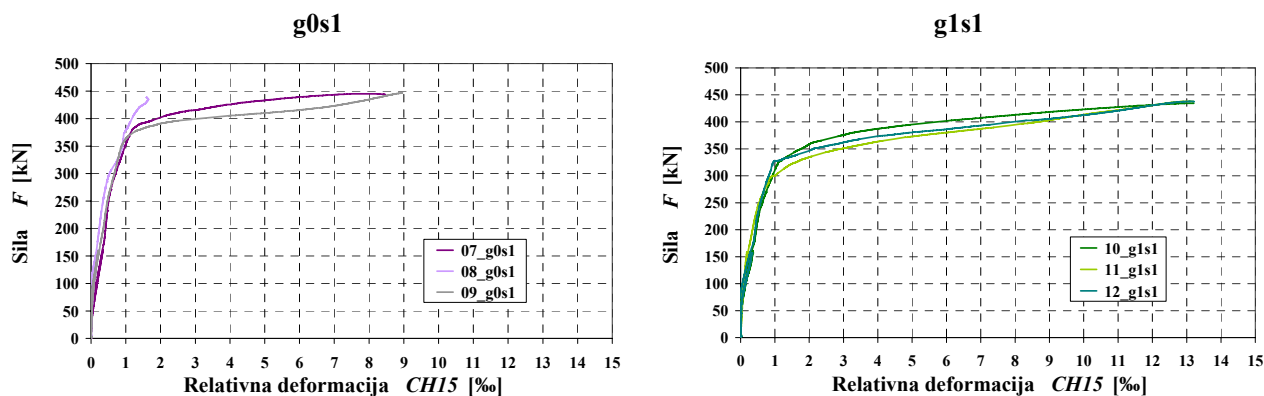 g0s1
500
450
400
350
300
250
200
150
100
50
0
Sila F [kN]
07_g0s1
08_g0s1
09_g0s1
0 1 2 3 4 5 6 7 8 9 10 11 12 13 14 15
Relativna deformacija CH15 [‰]
g1s1
500
450
400
350
300
250
200
150
100
50
0
Sila F [kN]
10_g1s1
11_g1s1
12_g1s1
0 1 2 3 4 5 6 7 8 9 10 11 12 13 14 15
Relativna deformacija CH15 [‰]